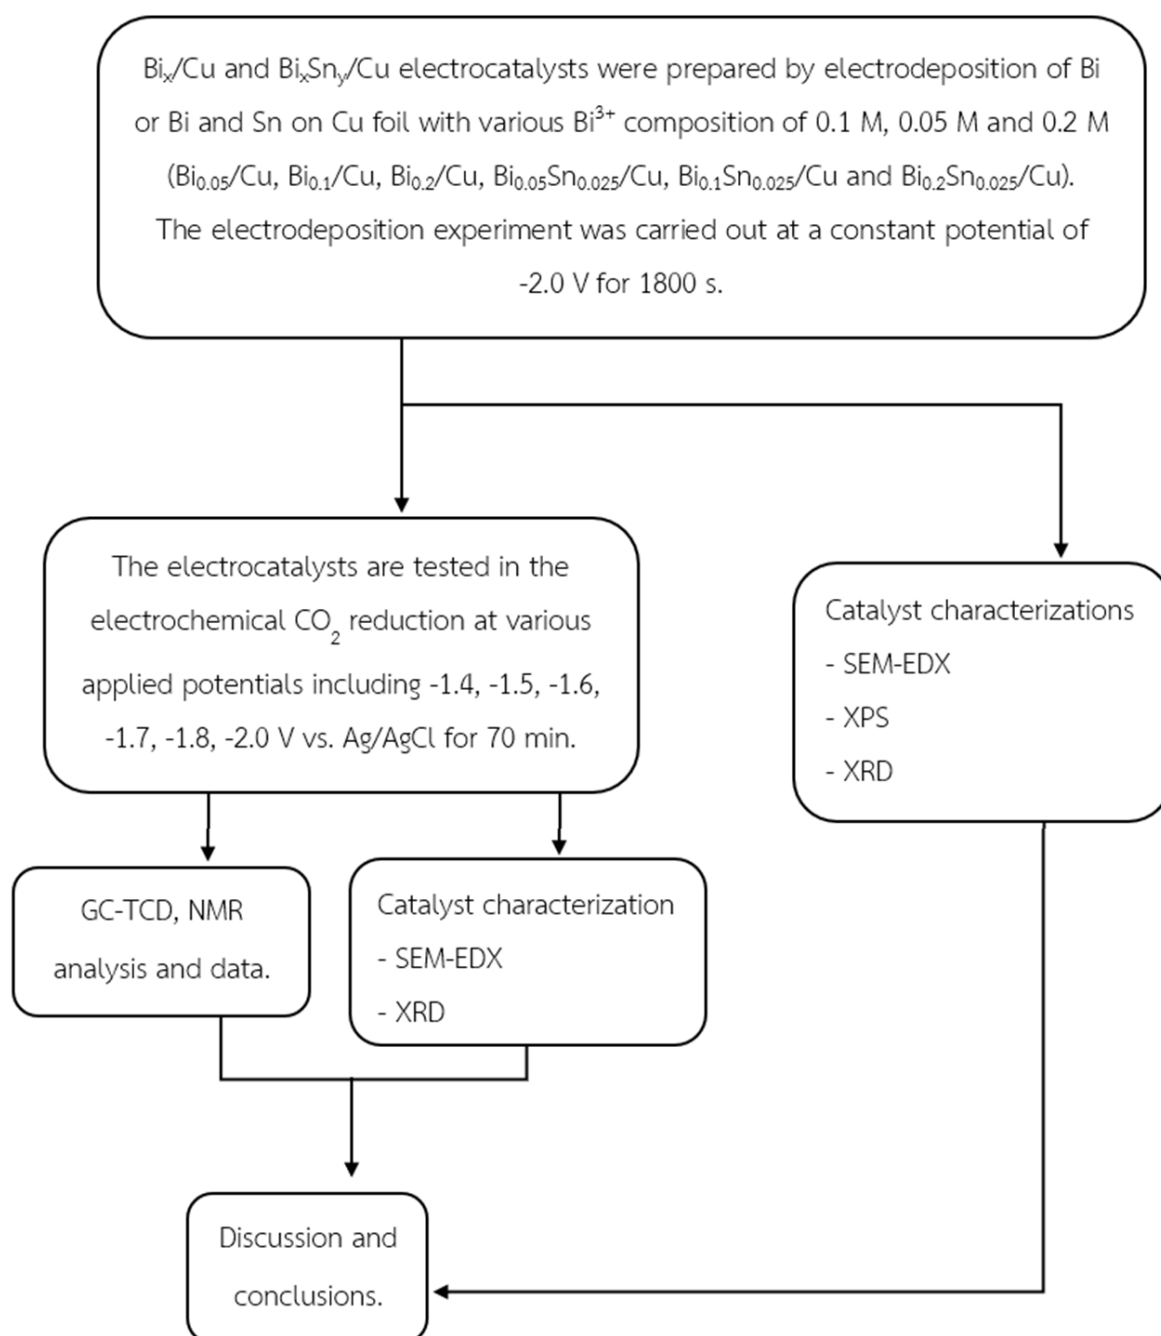 Biₓ/Cu and BiₓSnᵧ/Cu electrocatalysts were prepared by electrodeposition of Bi
or Bi and Sn on Cu foil with various Bi³⁺ composition of 0.1 M, 0.05 M and 0.2 M
(Bi₀.₀₅/Cu, Bi₀.₁/Cu, Bi₀.₂/Cu, Bi₀.₀₅Sn₀.₀₂₅/Cu, Bi₀.₁Sn₀.₀₂₅/Cu and Bi₀.₂Sn₀.₀₂₅/Cu).
The electrodeposition experiment was carried out at a constant potential of
-2.0 V for 1800 s.
The electrocatalysts are tested in the
electrochemical CO₂ reduction at various
applied potentials including -1.4, -1.5, -1.6,
-1.7, -1.8, -2.0 V vs. Ag/AgCl for 70 min.
Catalyst characterizations
- SEM-EDX
- XPS
- XRD
GC-TCD, NMR
analysis and data.
Catalyst characterization
- SEM-EDX
- XRD
Discussion and
conclusions.